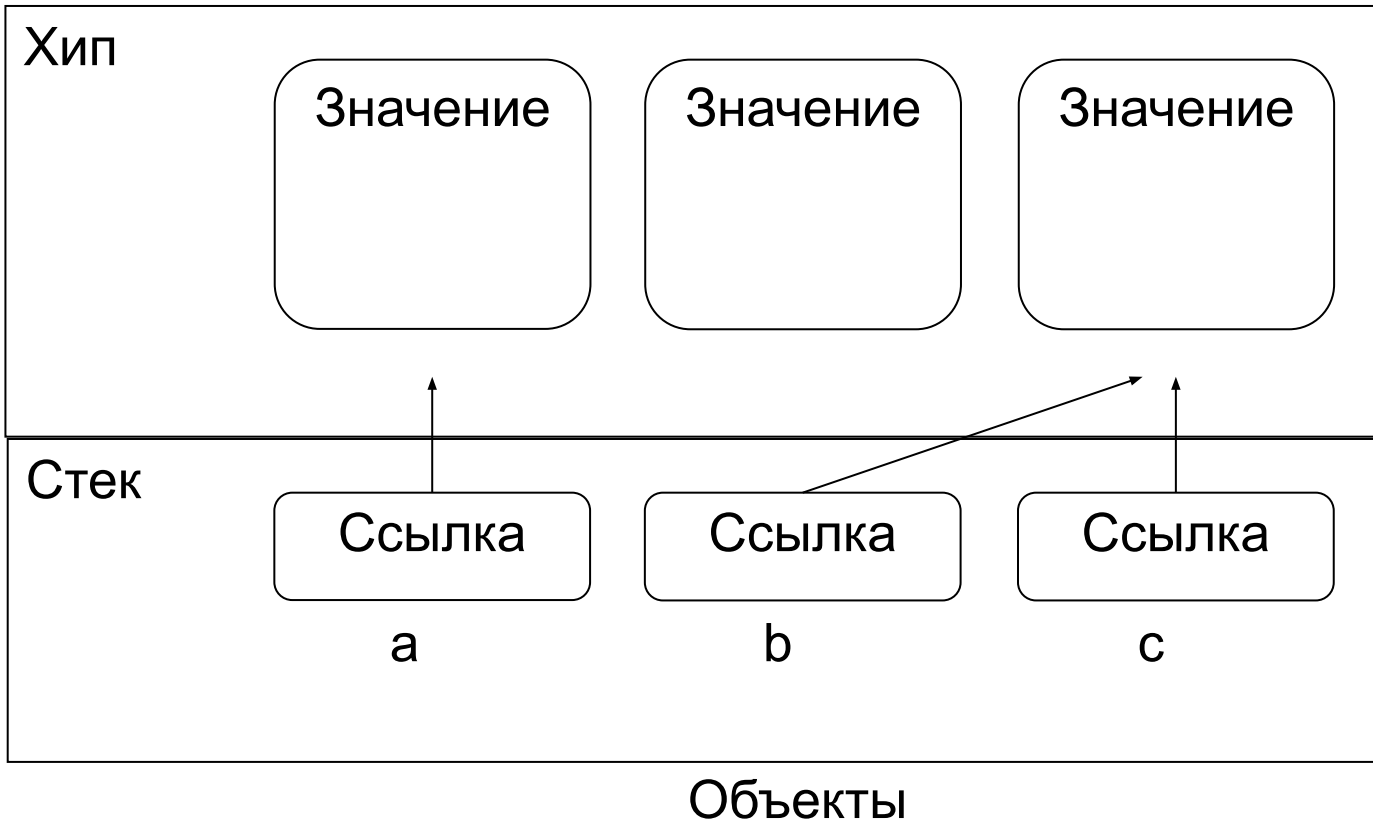 Хип
Значение
Значение
Значение
Стек
Ссылка
Ссылка
Ссылка
a
b
c
Объекты